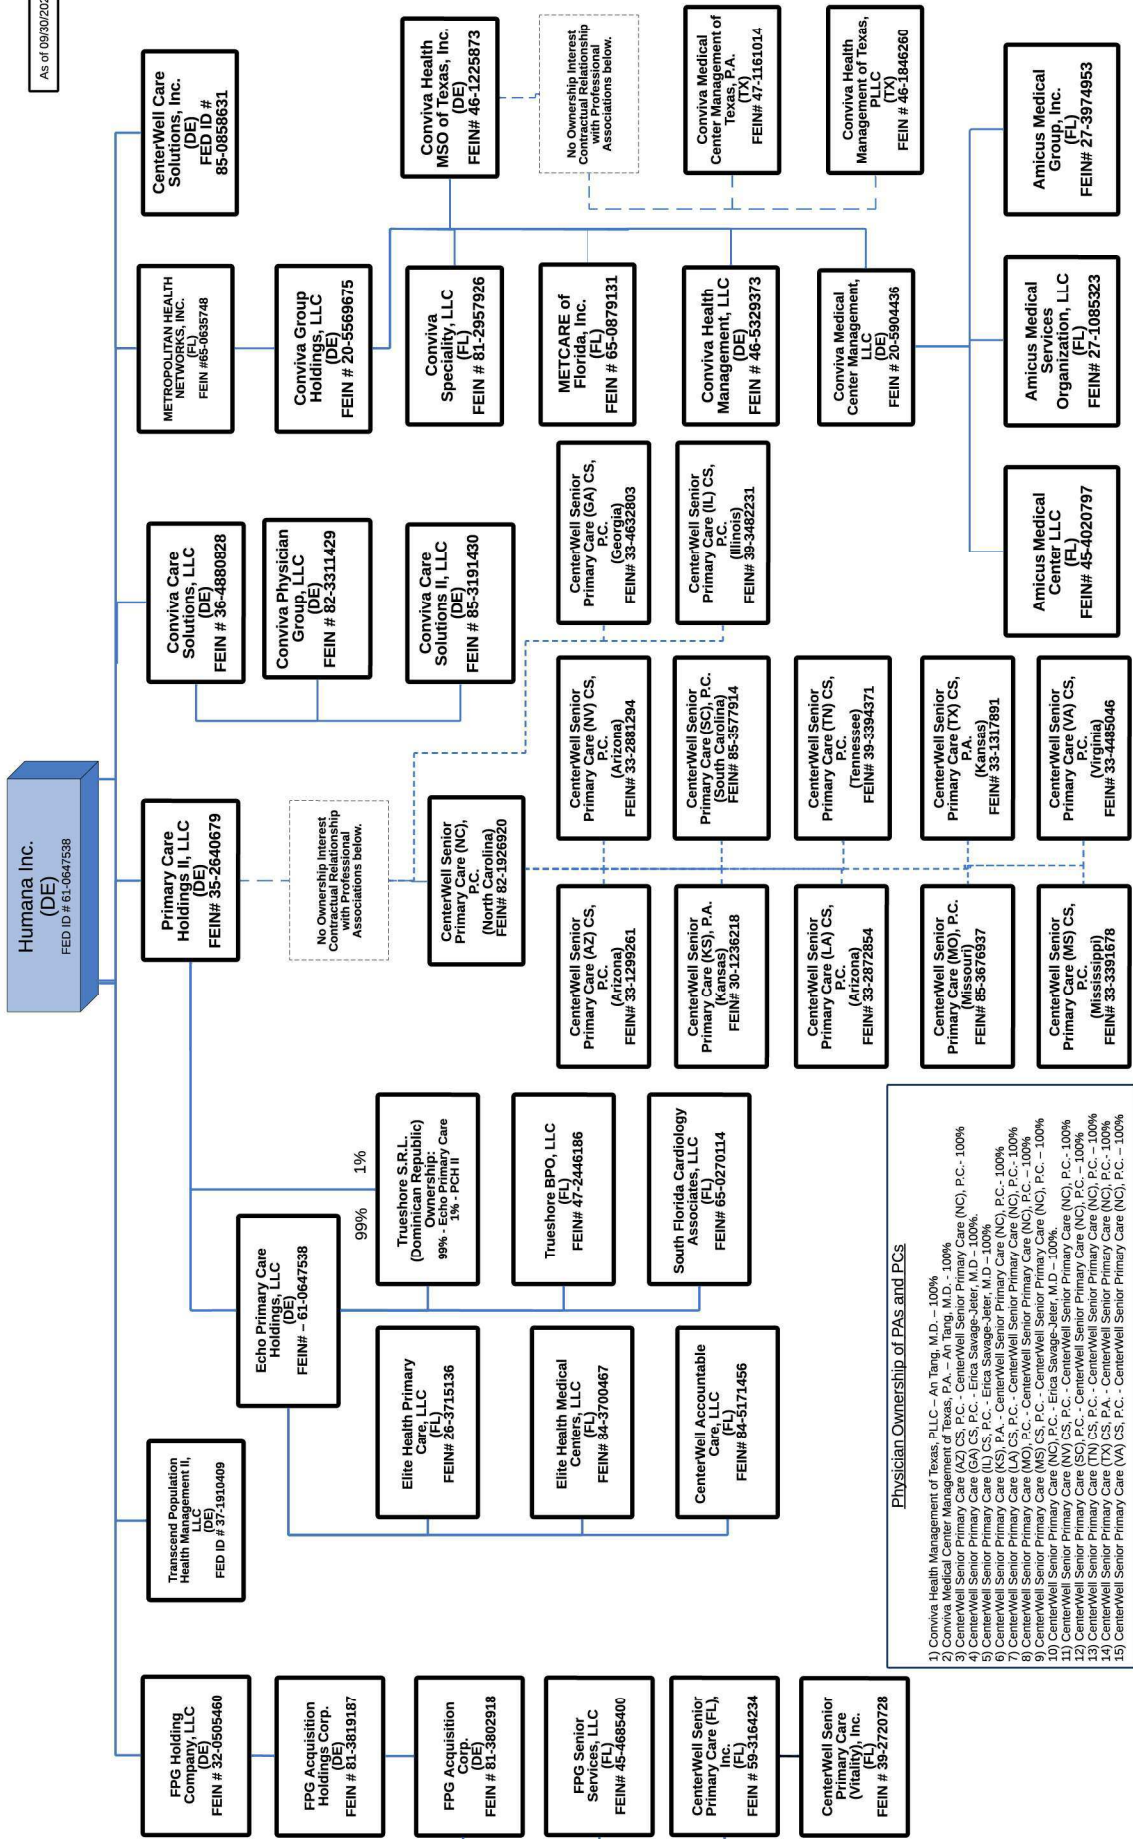 As of 09/30/202
Humana Inc.
(DE)
FED ID # 61-0647538
FPG Holding
Company, LLC
(DE)
FEIN # 32-0505460
FPG Acquisition
Holdings Corp.
(DE)
FEIN # 81-3819187
FPG Acquisition
Corp.
(DE)
FEIN # 81-3802918
FPG Senior
Services, LLC
(FL)
FEIN# 45-4685400
CenterWell Senior
Primary Care (FL),
Inc.
(FL)
FEIN # 59-3164234
CenterWell Senior
Primary Care
(Vitality), Inc.
(FL)
FEIN # 39-2720728
Transcend Population
Health Management II,
LLC
(DE)
FED ID # 37-1910409
Echo Primary Care
Holdings, LLC
(DE)
FEIN# – 61-0647538
99%
1%
Elite Health Primary
Care, LLC
(FL)
FEIN# 26-3715136
Elite Health Medical
Centers, LLC
(FL)
FEIN# 84-3700467
CenterWell Accountable
Care, LLC
(FL)
FEIN# 84-5171456
Trueshore S.R.L.
(Dominican Republic)
Ownership:
99% - Echo Primary Care
1% - PCH II
Trueshore BPO, LLC
(FL)
FEIN# 47-2446186
South Florida Cardiology
Associates, LLC
(FL)
FEIN# 65-0270114
Primary Care
Holdings II, LLC
(DE)
FEIN# 35-2640679
No Ownership Interest
Contractual Relationship
with Professional
Associations below.
CenterWell Senior
Primary Care (NC),
P.C.
(North Carolina)
FEIN# 82-1926920
CenterWell Senior
Primary Care (AZ) CS,
P.C.
(Arizona)
FEIN# 33-1299261
CenterWell Senior
Primary Care (KS), P.A.
(Kansas)
FEIN# 30-1236218
CenterWell Senior
Primary Care (LA) CS,
P.C.
(Arizona)
FEIN# 33-2872854
CenterWell Senior
Primary Care (MO), P.C.
(Missouri)
FEIN# 85-3676937
CenterWell Senior
Primary Care (MS) CS,
P.C.
(Mississippi)
FEIN# 33-3391678
CenterWell Senior
Primary Care (NV) CS,
P.C.
(Arizona)
FEIN# 33-2881294
CenterWell Senior
Primary Care (SC), P.C.
(South Carolina)
FEIN# 85-3577914
CenterWell Senior
Primary Care (TN) CS,
P.C.
(Tennessee)
FEIN# 39-3394371
CenterWell Senior
Primary Care (TX) CS,
P.A.
(Kansas)
FEIN# 33-1317891
CenterWell Senior
Primary Care (VA) CS,
P.C.
(Virginia)
FEIN# 33-4485046
CenterWell Senior
Primary Care (GA) CS,
P.C.
(Georgia)
FEIN# 33-4632803
CenterWell Senior
Primary Care (IL) CS,
P.C.
(Illinois)
FEIN# 39-3482231
Conviva Care
Solutions, LLC
(DE)
FEIN # 36-4880828
Conviva Physician
Group, LLC
(DE)
FEIN # 82-3311429
Conviva Care
Solutions II, LLC
(DE)
FEIN # 85-3191430
METROPOLITAN HEALTH
NETWORKS, INC.
(FL)
FEIN #65-0635748
Conviva Group
Holdings, LLC
(DE)
FEIN # 20-5569675
Conviva
Speciality, LLC
(FL)
FEIN # 81-2957926
METCARE of
Florida, Inc.
(FL)
FEIN # 65-0879131
Conviva Health
Management, LLC
(DE)
FEIN # 46-5329373
Conviva Medical
Center Management,
LLC
(DE)
FEIN # 20-5904436
Amicus Medical
Center LLC
(FL)
FEIN# 45-4020797
Amicus Medical
Services
Organization, LLC
(FL)
FEIN# 27-1085323
Amicus Medical
Group, Inc.
(FL)
FEIN# 27-3974953
CenterWell Care
Solutions, Inc.
(DE)
FED ID #
85-0858631
Conviva Health
MSO of Texas, Inc.
(DE)
FEIN# 46-1225873
No Ownership Interest
Contractual Relationship
with Professional
Associations below.
Conviva Medical
Center Management of
Texas, P.A.
(TX)
FEIN# 47-1161014
Conviva Health
Management of Texas,
PLLC
(TX)
FEIN # 46-1846260
Physician Ownership of PAs and PCs
1) Conviva Health Management of Texas, PLLC – An Tang, M.D. – 100%
2) Conviva Medical Center Management of Texas, P.A. – An Tang, M.D. - 100%
3) CenterWell Senior Primary Care (AZ) CS, P.C. - CenterWell Senior Primary Care (NC), P.C.- 100%
4) CenterWell Senior Primary Care (GA) CS, P.C. - Erica Savage-Jeter, M.D – 100%.
5) CenterWell Senior Primary Care (IL) CS, P.C. - Erica Savage-Jeter, M.D – 100%
6) CenterWell Senior Primary Care (KS), P.A. - CenterWell Senior Primary Care (NC), P.C.- 100%
7) CenterWell Senior Primary Care (LA) CS, P.C. - CenterWell Senior Primary Care (NC), P.C.- 100%
8) CenterWell Senior Primary Care (MO), P.C. - CenterWell Senior Primary Care (NC), P.C. – 100%
9) CenterWell Senior Primary Care (MS) CS, P.C. - CenterWell Senior Primary Care (NC), P.C. – 100%
10) CenterWell Senior Primary Care (NC), P.C. - Erica Savage-Jeter, M.D – 100%.
11) CenterWell Senior Primary Care (NV) CS, P.C. - CenterWell Senior Primary Care (NC), P.C.- 100%
12) CenterWell Senior Primary Care (SC), P.C. - CenterWell Senior Primary Care (NC), P.C. – 100%
13) CenterWell Senior Primary Care (TN) CS, P.C. - CenterWell Senior Primary Care (NC), P.C. – 100%
14) CenterWell Senior Primary Care (TX) CS, P.A. - CenterWell Senior Primary Care (NC), P.C.- 100%
15) CenterWell Senior Primary Care (VA) CS, P.C. - CenterWell Senior Primary Care (NC), P.C. – 100%